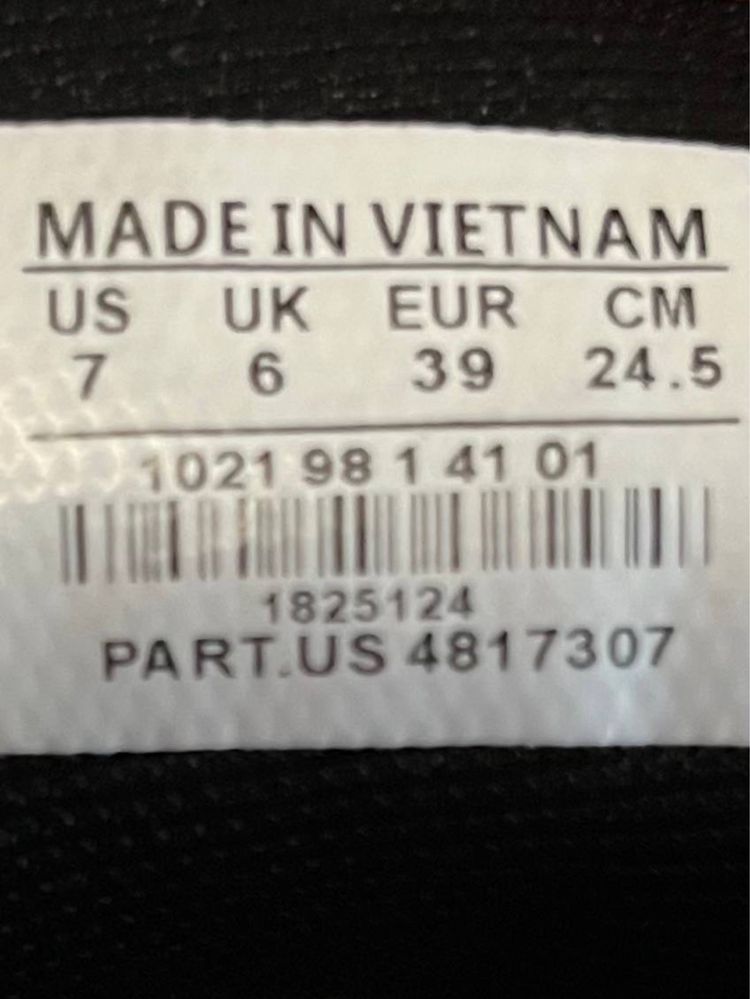 MADE IN VIETNAM
US UK EUR CM
7 6 39 24.5
1021 98 1 41 01
1825124
PART.US 4817307